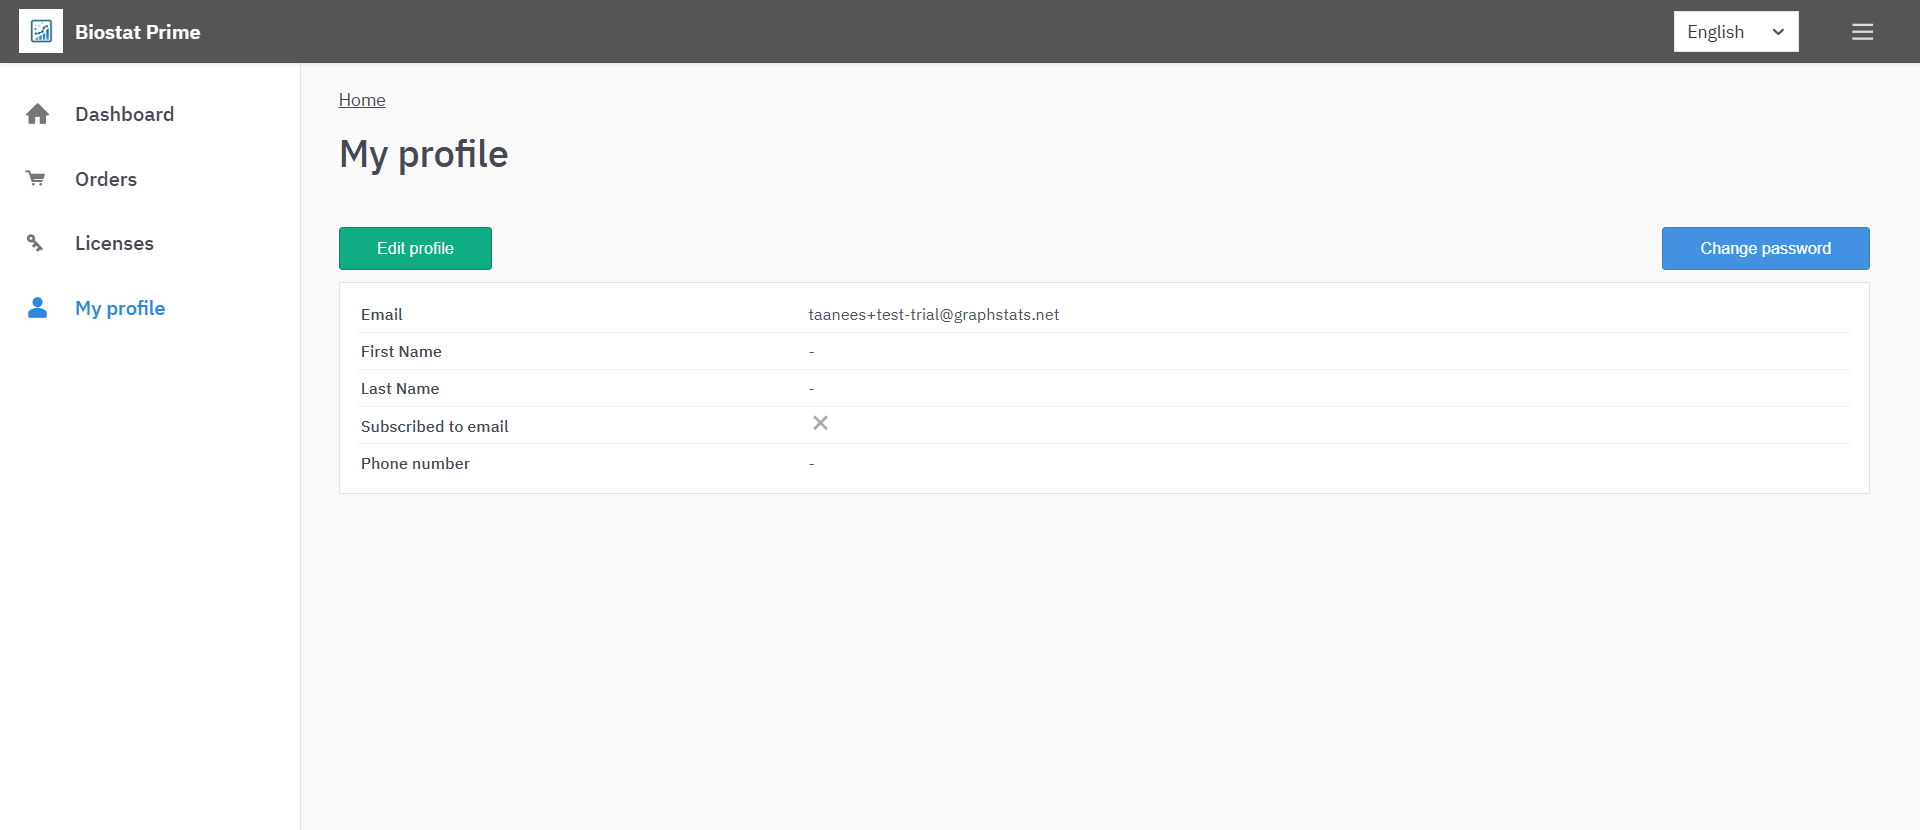 Biostat Prime
English
Dashboard
Orders
Licenses
My profile
Home
My profile
Edit profile
Change password
Email taanees+test-trial@graphstats.net
First Name -
Last Name -
Subscribed to email
Phone number -